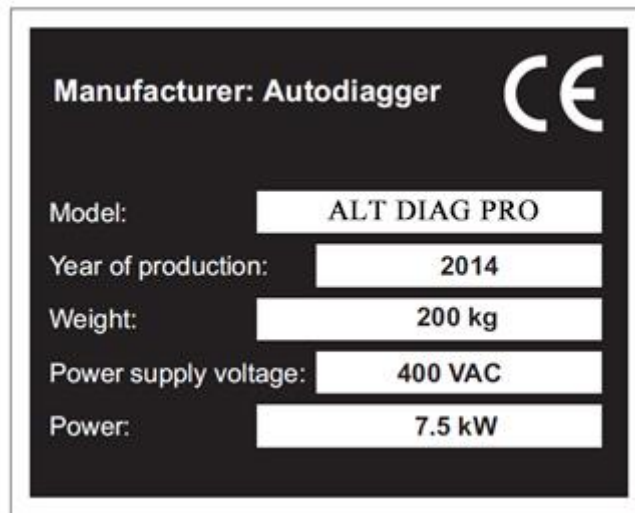 Manufacturer: Autodiagger CE
Model: ALT DIAG PRO
Year of production: 2014
Weight: 200 kg
Power supply voltage: 400 VAC
Power: 7.5 kW